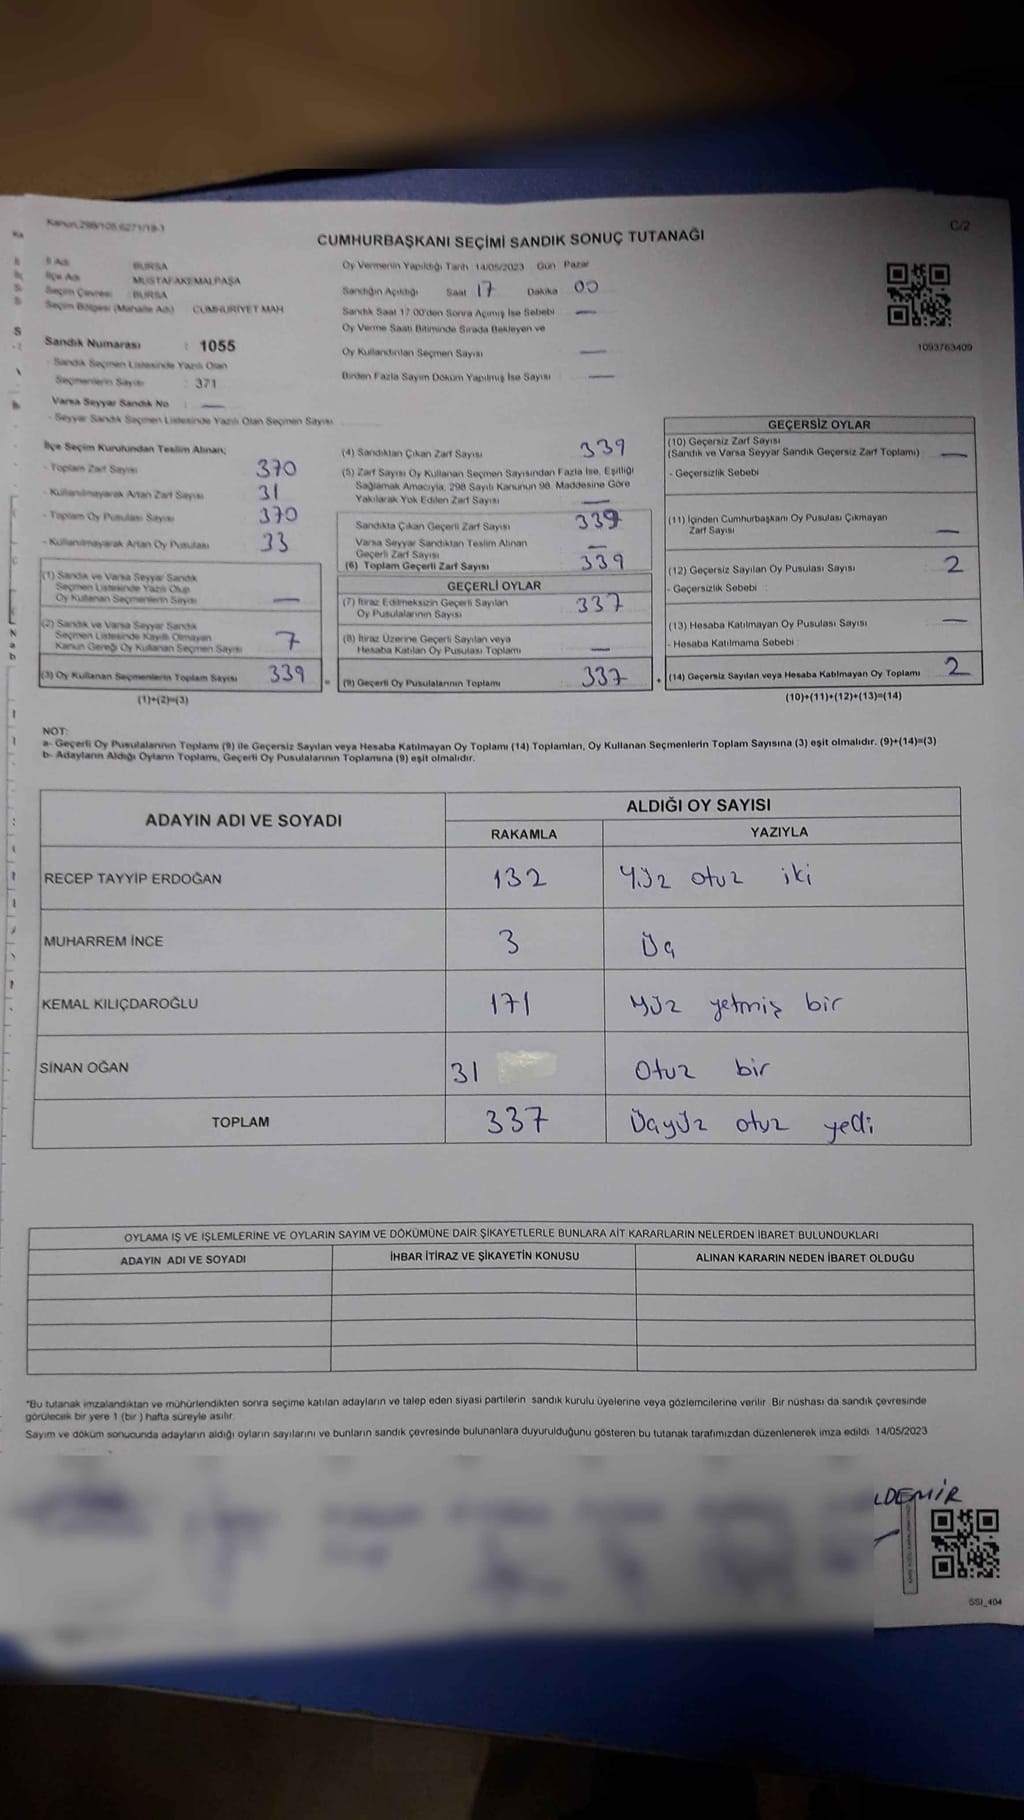 Kanun,298/105,6271/19-1
C/2
CUMHURBAŞKANI SEÇİMİ SANDIK SONUÇ TUTANAĞI
İl Adı : BURSA
İlçe Adı : MUSTAFAKEMALPAŞA
Seçim Çevresi : BURSA
Seçim Bölgesi (Mahalle Adı) : CUMHURİYET MAH
Sandık Numarası : 1055
- Sandık Seçmen Listesinde Yazılı Olan
Seçmenlerin Sayısı : 371
Varsa Seyyar Sandık No : —
- Seyyar Sandık Seçmen Listesinde Yazılı Olan Seçmen Sayısı
Oy Vermenin Yapıldığı Tarih 14/05/2023 Gün Pazar
Sandığın Açıldığı Saat 17 Dakika 00
Sandık Saat 17.00'den Sonra Açımış İse Sebebi —
Oy Verme Saati Bitiminde Sırada Bekleyen ve
Oy Kullandırılan Seçmen Sayısı —
Birden Fazla Sayım Döküm Yapılmış İse Sayısı —
1093763409
İlçe Seçim Kurulundan Teslim Alınan;
- Toplam Zarf Sayısı 370
- Kullanılmayarak Artan Zarf Sayısı 31
- Toplam Oy Pusulası Sayısı 370
- Kullanılmayarak Artan Oy Pusulası 33
(1) Sandık ve Varsa Seyyar Sandık
Seçmen Listesinde Yazılı Olup
Oy Kullanan Seçmenlerin Sayısı —
(2) Sandık ve Varsa Seyyar Sandık
Seçmen Listesinde Kayıtlı Olmayan
Kanun Gereği Oy Kullanan Seçmen Sayısı 7
(3) Oy Kullanan Seçmenlerin Toplam Sayısı 339
(1)+(2)=(3)
(4) Sandıktan Çıkan Zarf Sayısı 339
(5) Zarf Sayısı Oy Kullanan Seçmen Sayısından Fazla İse, Eşitliği
Sağlamak Amacıyla, 298 Sayılı Kanunun 98. Maddesine Göre
Yakılarak Yok Edilen Zarf Sayısı —
Sandıkta Çıkan Geçerli Zarf Sayısı 339
Varsa Seyyar Sandıktan Teslim Alınan
Geçerli Zarf Sayısı —
(6) Toplam Geçerli Zarf Sayısı 339
GEÇERLİ OYLAR
(7) İtiraz Edilmeksizin Geçerli Sayılan
Oy Pusulalarının Sayısı 337
(8) İtiraz Üzerine Geçerli Sayılan veya
Hesaba Katılan Oy Pusulası Toplamı —
= (9) Geçerli Oy Pusulalarının Toplamı 337 +
GEÇERSİZ OYLAR
(10) Geçersiz Zarf Sayısı
(Sandık ve Varsa Seyyar Sandık Geçersiz Zarf Toplamı) —
- Geçersizlik Sebebi
(11) İçinden Cumhurbaşkanı Oy Pusulası Çıkmayan
Zarf Sayısı —
(12) Geçersiz Sayılan Oy Pusulası Sayısı 2
- Geçersizlik Sebebi :
(13) Hesaba Katılmayan Oy Pusulası Sayısı —
- Hesaba Katılmama Sebebi :
(14) Geçersiz Sayılan veya Hesaba Katılmayan Oy Toplamı 2
(10)+(11)+(12)+(13)=(14)
NOT:
a- Geçerli Oy Pusulalarının Toplamı (9) ile Geçersiz Sayılan veya Hesaba Katılmayan Oy Toplamı (14) Toplamları, Oy Kullanan Seçmenlerin Toplam Sayısına (3) eşit olmalıdır. (9)+(14)=(3)
b- Adayların Aldığı Oyların Toplamı, Geçerli Oy Pusulalarının Toplamına (9) eşit olmalıdır.
ADAYIN ADI VE SOYADI ALDIĞI OY SAYISI
RAKAMLA YAZIYLA
RECEP TAYYİP ERDOĞAN 132 Yüz otuz iki
MUHARREM İNCE 3 Üç
KEMAL KILIÇDAROĞLU 171 Yüz yetmiş bir
SİNAN OĞAN 31 Otuz bir
TOPLAM 337 Üçyüz otuz yedi
OYLAMA İŞ VE İŞLEMLERİNE VE OYLARIN SAYIM VE DÖKÜMÜNE DAİR ŞİKAYETLERLE BUNLARA AİT KARARLARIN NELERDEN İBARET BULUNDUKLARI
ADAYIN ADI VE SOYADI İHBAR İTİRAZ VE ŞİKAYETİN KONUSU ALINAN KARARIN NEDEN İBARET OLDUĞU
*Bu tutanak imzalandıktan ve mühürlendikten sonra seçime katılan adayların ve talep eden siyasi partilerin sandık kurulu üyelerine veya gözlemcilerine verilir. Bir nüshası da sandık çevresinde
görülecek bir yere 1 (bir ) hafta süreyle asılır.
Sayım ve döküm sonucunda adayların aldığı oyların sayılarını ve bunların sandık çevresinde bulunanlara duyurulduğunu gösteren bu tutanak tarafımızdan düzenlenerek imza edildi. 14/05/2023
LDEMİR
SSI_404